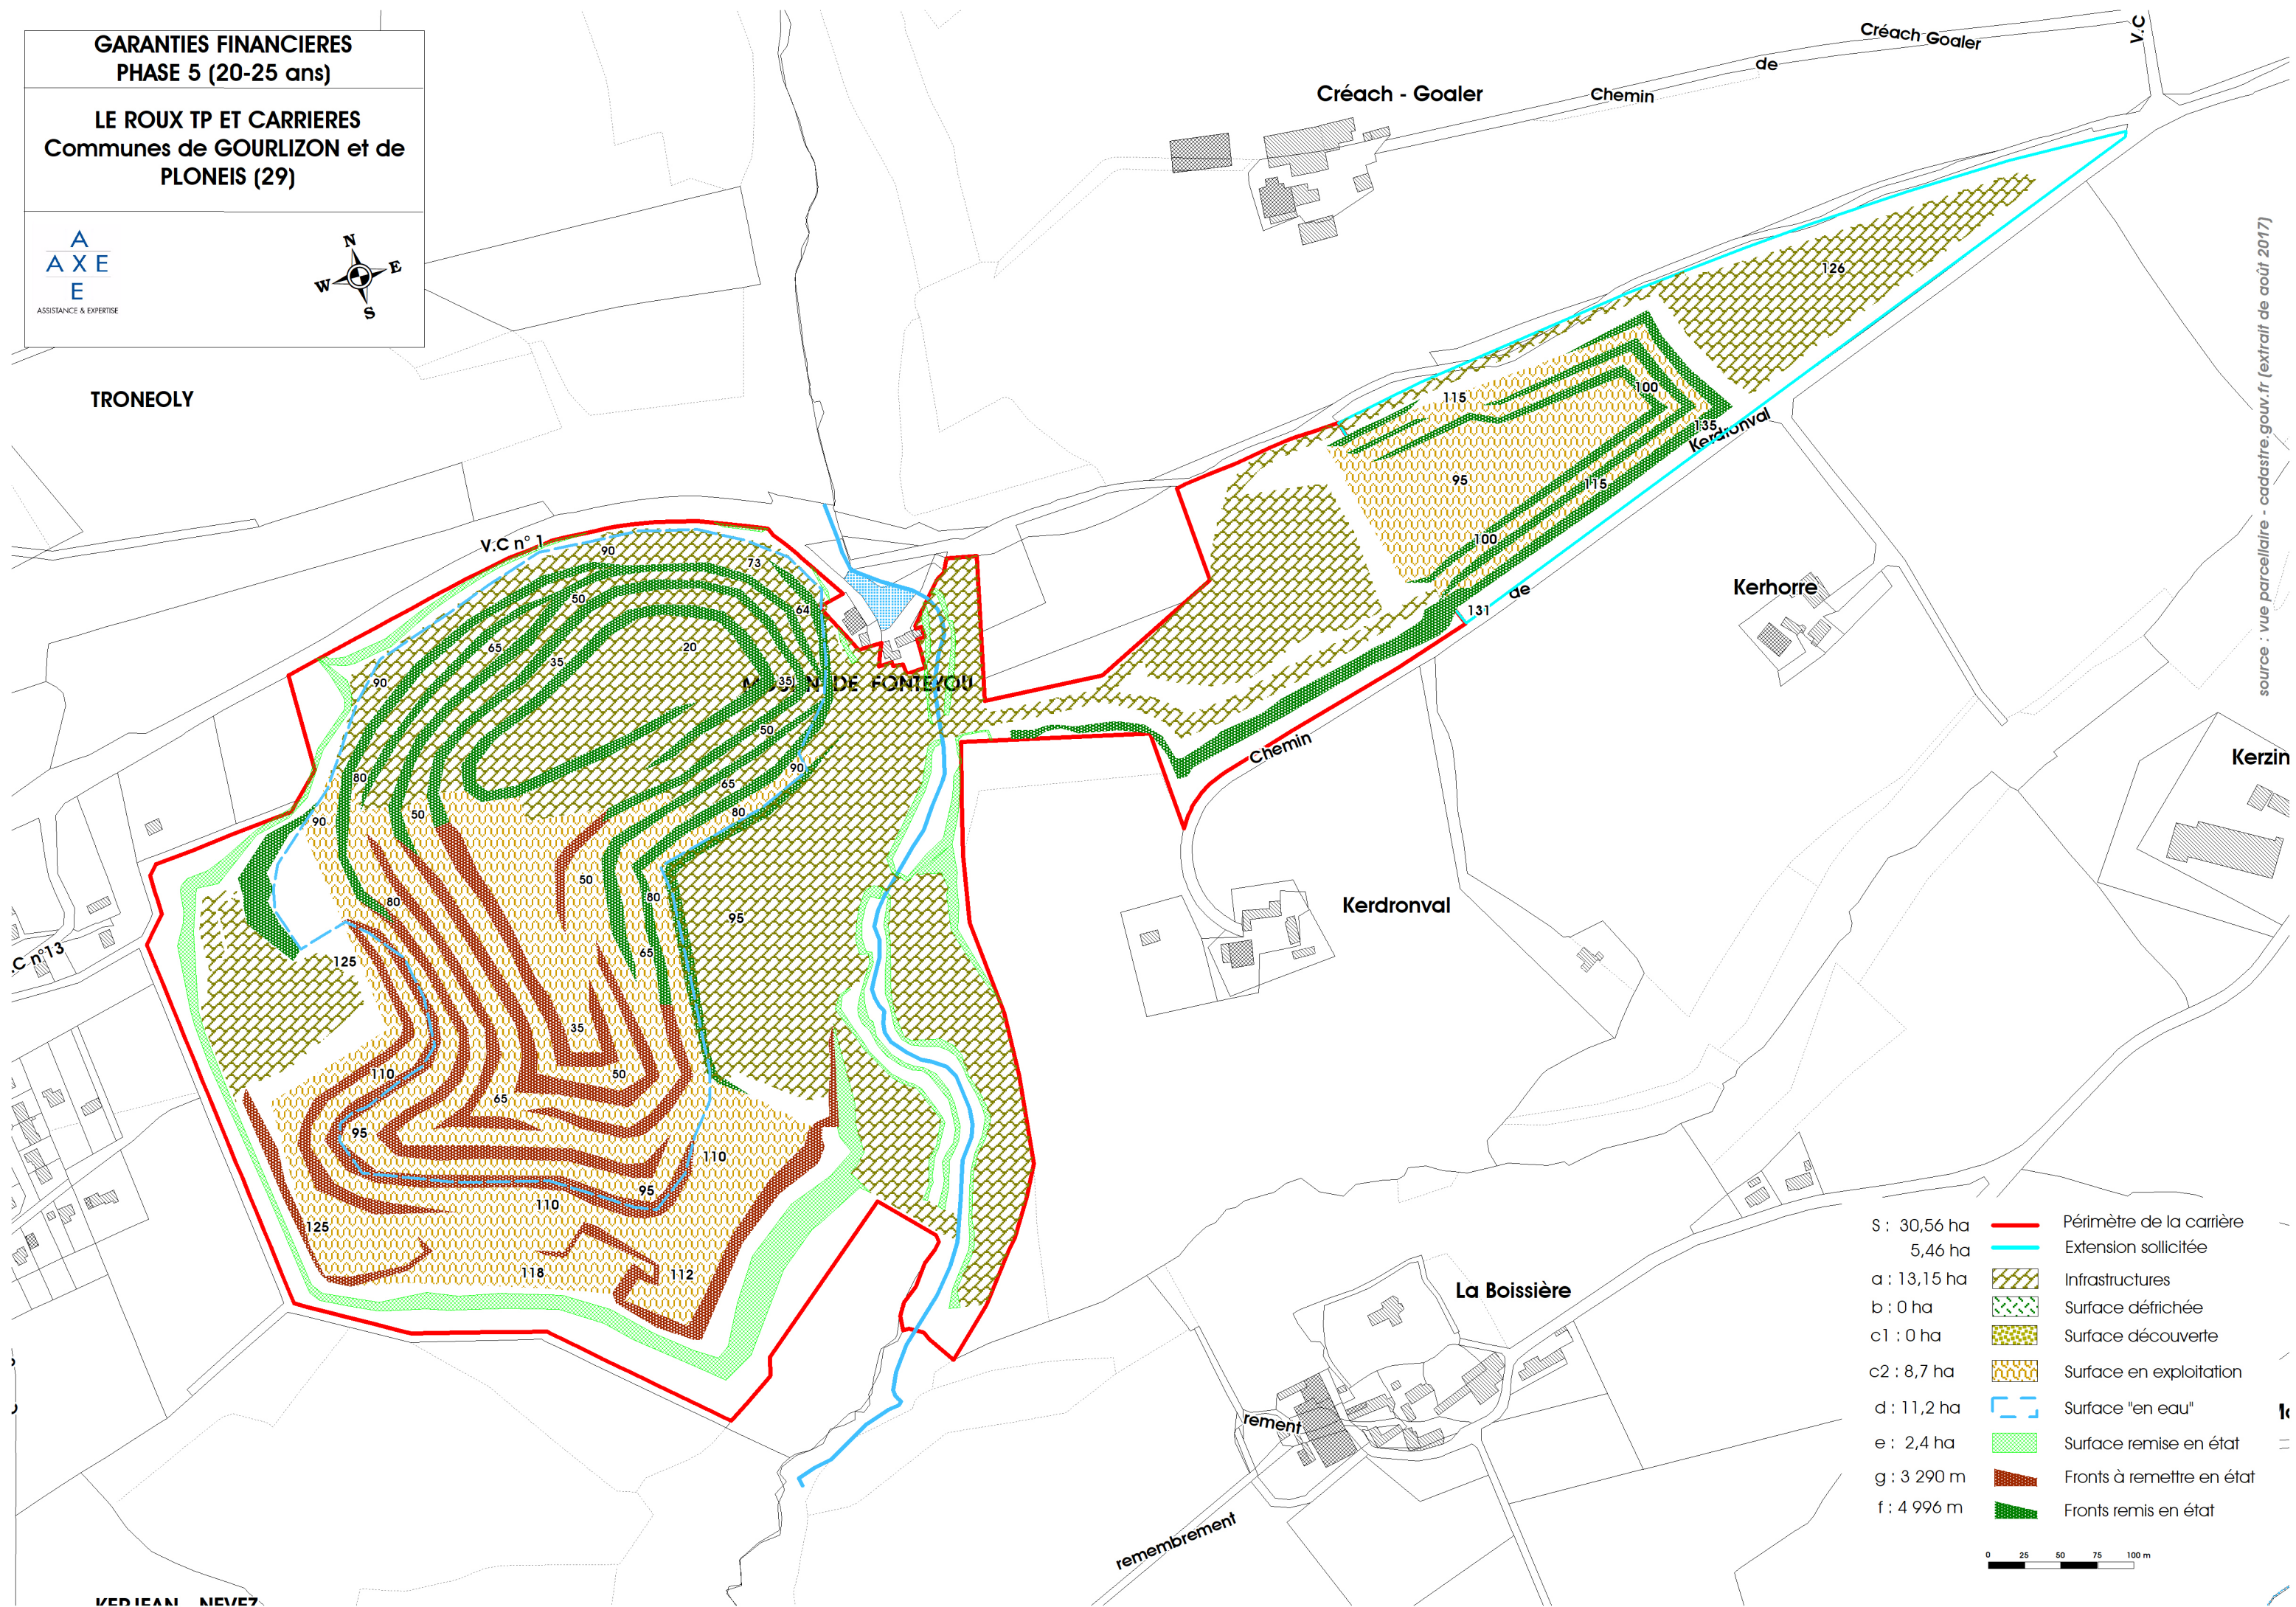 GARANTIES FINANCIERES
PHASE 5 (20-25 ans)
LE ROUX TP ET CARRIERES
Communes de GOURLIZON et de
PLONEIS (29)
A
A X E
E
ASSISTANCE & EXPERTISE
N
E
W
S
Créach Goaler
de
Chemin
V.C
Créach - Goaler
TRONEOLY
126
source : vue parcellaire - cadastre.gouv.fr (extrait de août 2017)
100
115
135
Kerdronval
95
115
100
131
de
Kerhorre
V.C n° 1
90
73
50
64
65
35
20
90
35
DE FONTEYOU
50
90
80
65
80
50
90
Chemin
Kerzin
50
80
80
95
Kerdronval
.C n°13
125
65
35
110
50
65
95
110
95
110
125
118
112
La Boissière
rement
remembrement
KERJEAN NEVEZ
S : 30,56 ha
Périmètre de la carrière
5,46 ha
Extension sollicitée
a : 13,15 ha
Infrastructures
b : 0 ha
Surface défrichée
c1 : 0 ha
Surface découverte
c2 : 8,7 ha
Surface en exploitation
d : 11,2 ha
Surface "en eau"
e : 2,4 ha
Surface remise en état
g : 3 290 m
Fronts à remettre en état
f : 4 996 m
Fronts remis en état
0 25 50 75 100 m